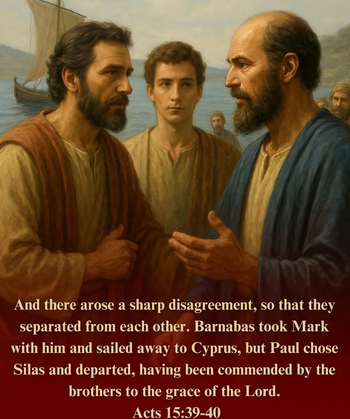 And there arose a sharp disagreement, so that they
separated from each other. Barnabas took Mark
with him and sailed away to Cyprus, but Paul chose
Silas and departed, having been commended by the
brothers to the grace of the Lord.
Acts 15:39-40